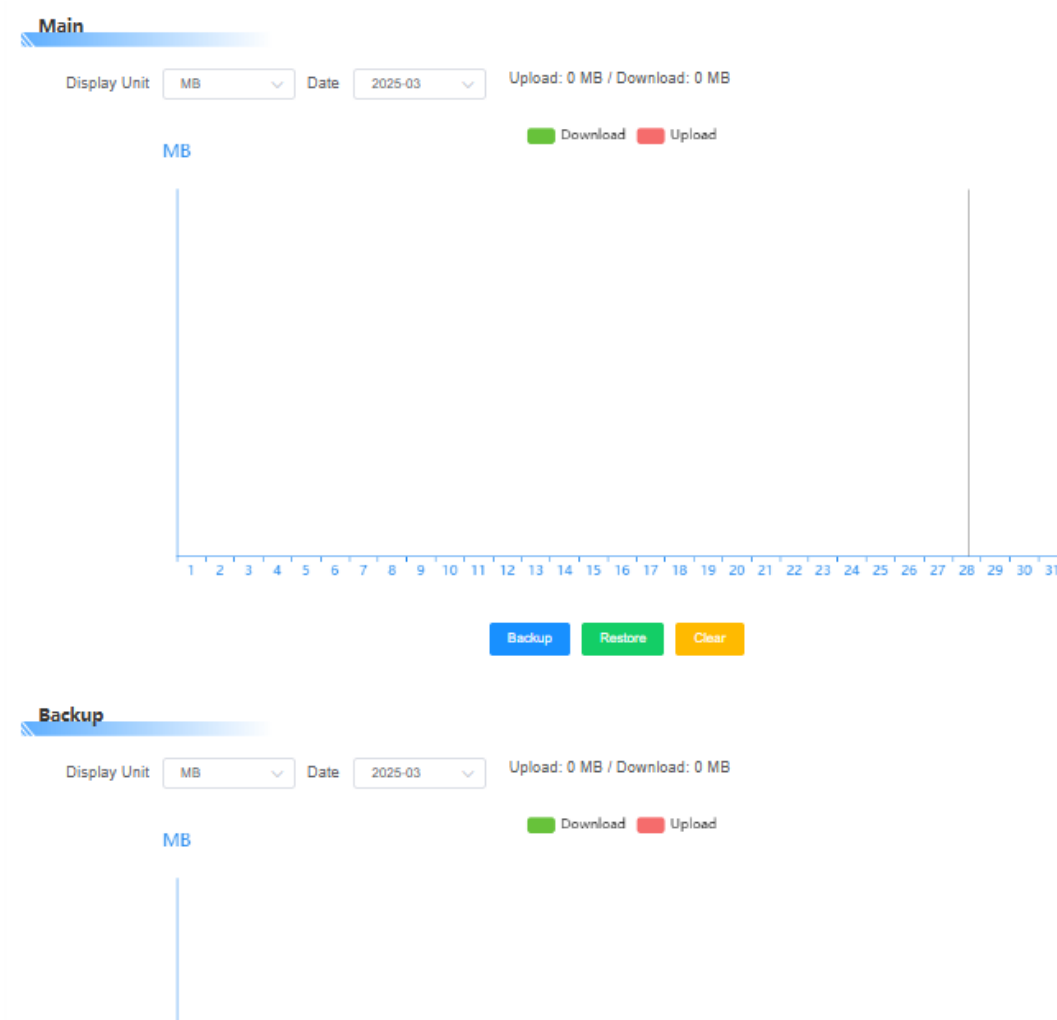 Main
Display Unit MB Date 2025-03 Upload: 0 MB / Download: 0 MB
Download Upload
MB
1 2 3 4 5 6 7 8 9 10 11 12 13 14 15 16 17 18 19 20 21 22 23 24 25 26 27 28 29 30 31
Backup Restore Clear
Backup
Display Unit MB Date 2025-03 Upload: 0 MB / Download: 0 MB
Download Upload
MB